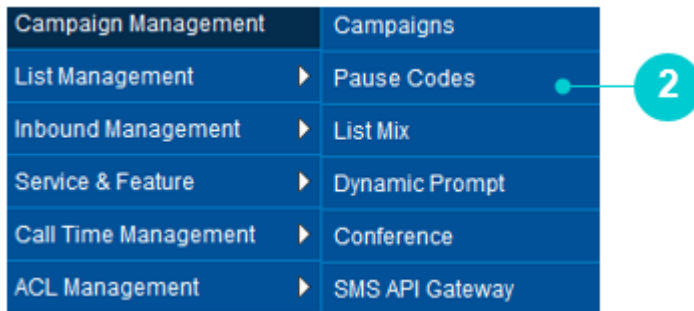 Campaign Management
List Management
Inbound Management
Service & Feature
Call Time Management
ACL Management
Campaigns
Pause Codes
List Mix
Dynamic Prompt
Conference
SMS API Gateway
2